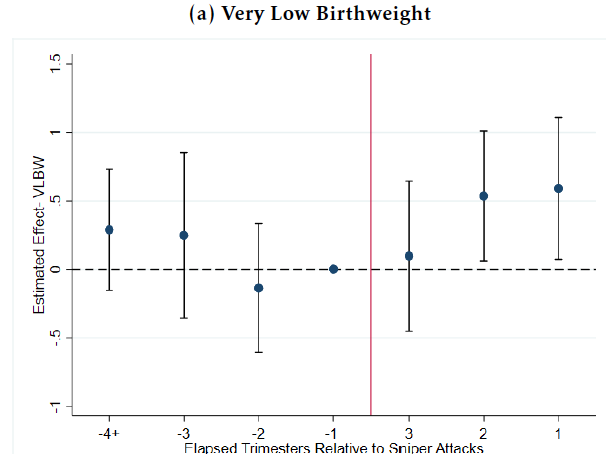 (a) Very Low Birthweight
1.5
1
.5
0
-.5
-1
Estimated Effect- VLBW
-4+ -3 -2 -1 3 2 1
Elapsed Trimesters Relative to Sniper Attacks